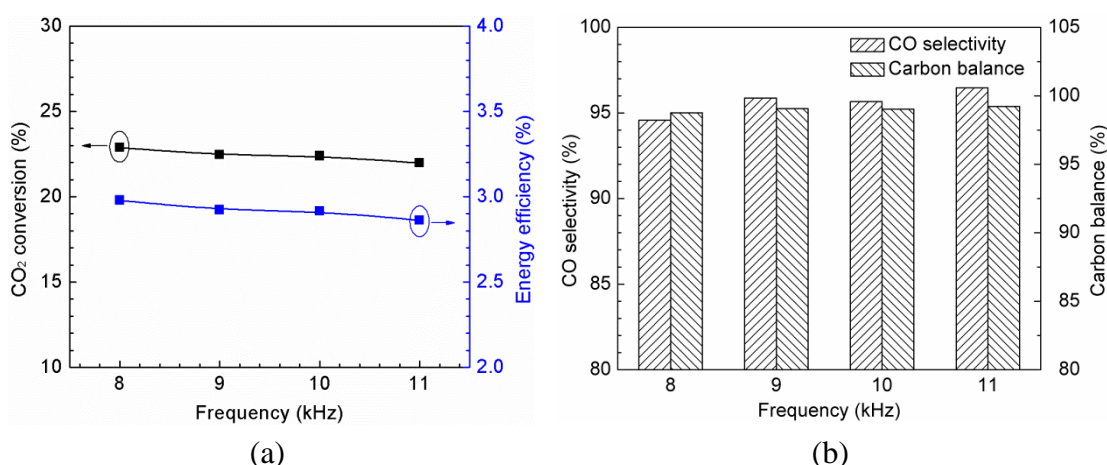 30
25
20
15
10
CO₂ conversion (%)
4.0
3.5
3.0
2.5
2.0
Energy efficiency (%)
8 9 10 11
Frequency (kHz)
(a)
100
95
90
85
80
CO selectivity (%)
CO selectivity
Carbon balance
105
100
95
90
85
80
Carbon balance (%)
8 9 10 11
Frequency (kHz)
(b)